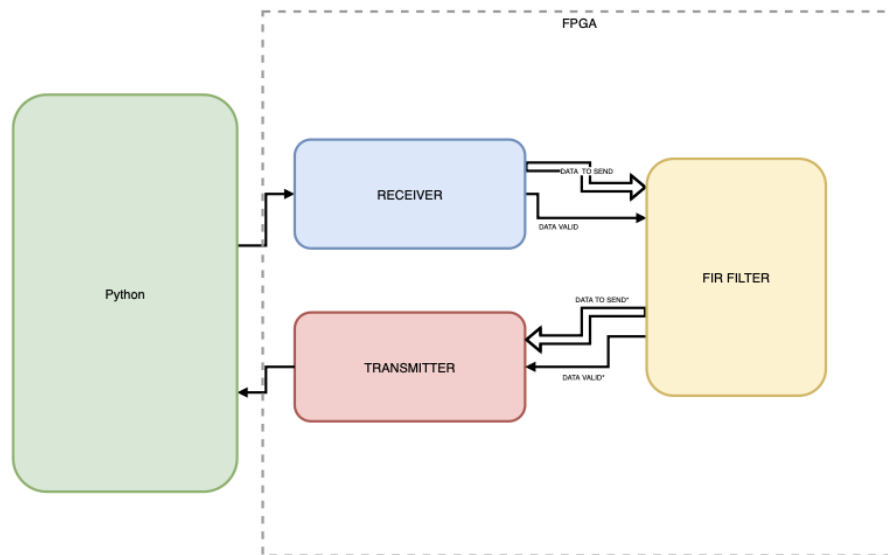 FPGA
DATA TO SEND
RECEIVER
DATA VALID
FIR FILTER
Python
DATA TO SEND*
TRANSMITTER
DATA VALID*